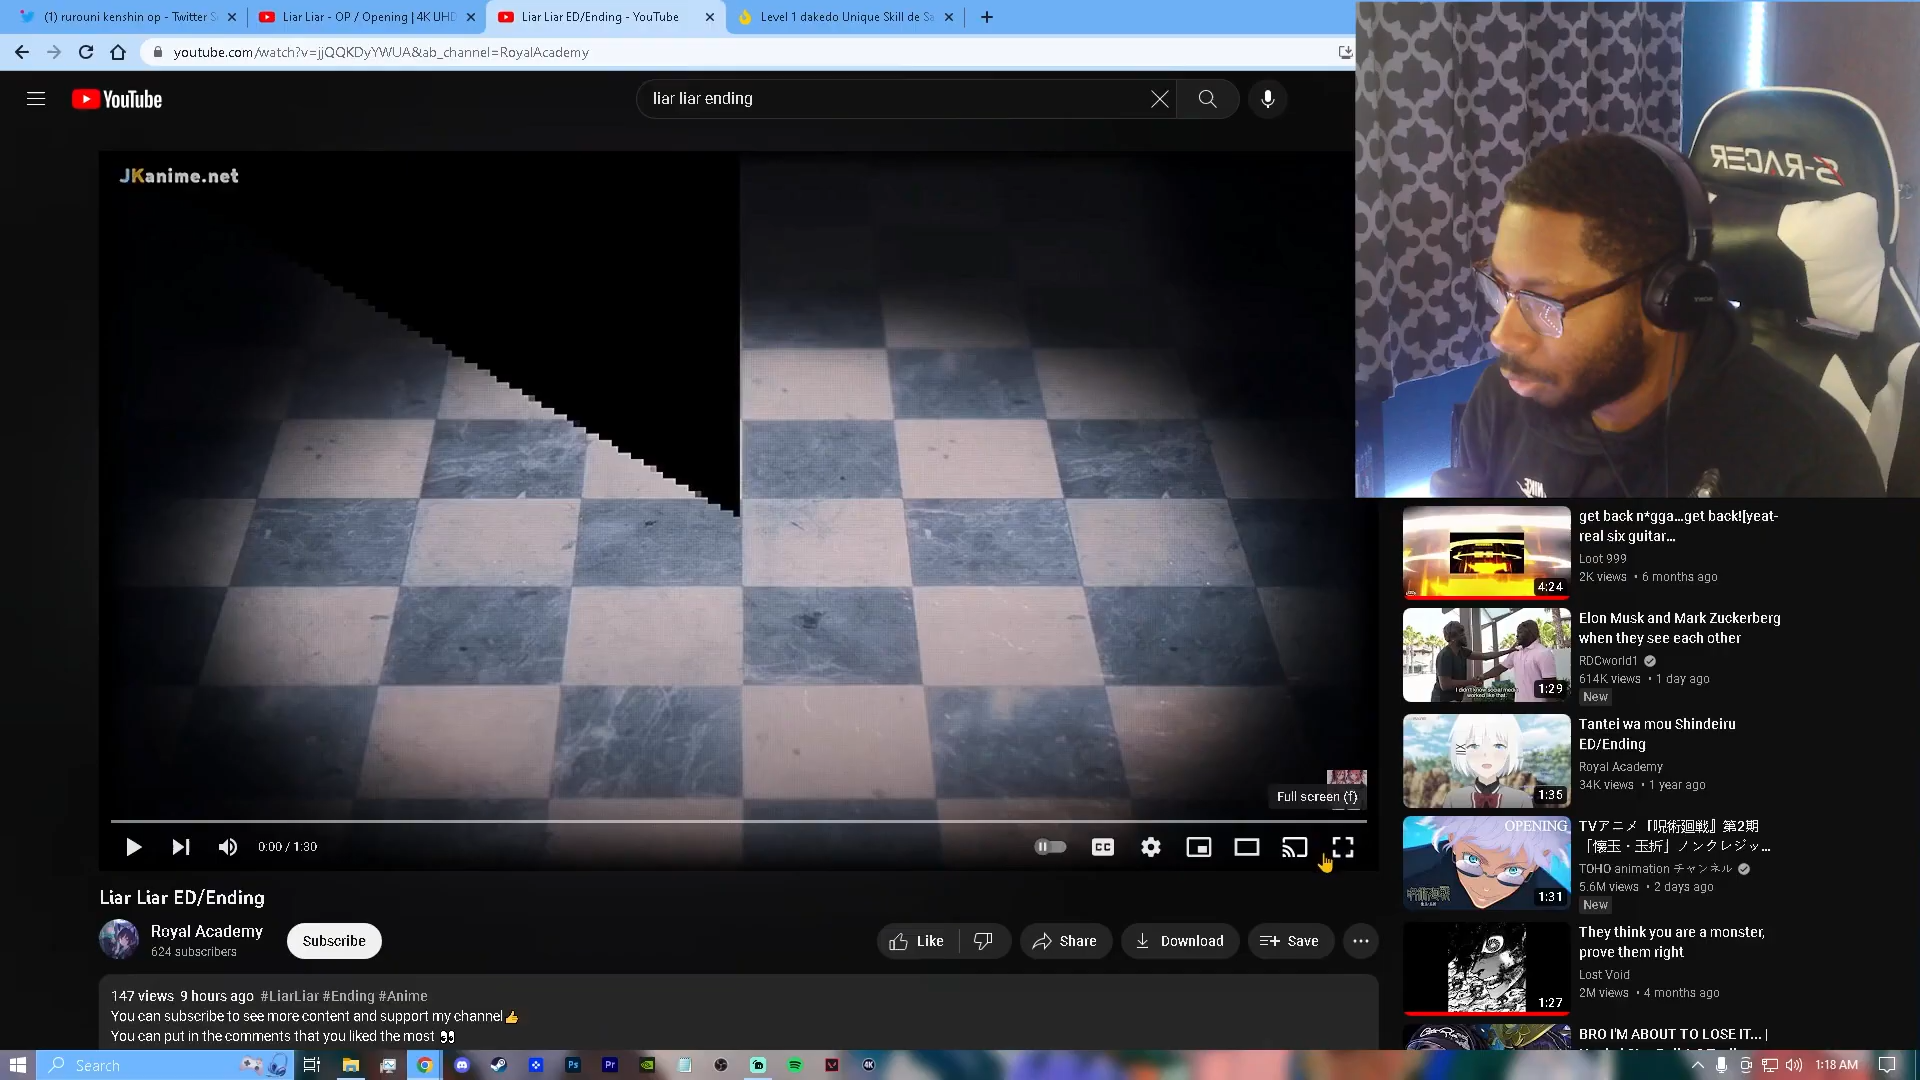 (1) rurouni kenshin op - Twitter S
Liar Liar - OP / Opening | 4K UHD
Liar Liar ED/Ending - YouTube
Level 1 dakedo Unique Skill de Sa
youtube.com/watch?v=jjQQKDyYWUA&ab_channel=RoyalAcademy
YouTube
liar liar ending
JKanime.net
S-RACER
Full screen (f)
0:00 / 1:30
CC
Liar Liar ED/Ending
Royal Academy
624 subscribers
Subscribe
Like
Share
Download
Save
147 views 9 hours ago #LiarLiar #Ending #Anime
You can subscribe to see more content and support my channel👍
You can put in the comments that you liked the most 👀
get back n*gga...get back![yeat-
real six guitar...
Loot 999
2K views • 6 months ago
4:24
Elon Musk and Mark Zuckerberg
when they see each other
RDCworld1
614K views • 1 day ago
New
1:29
Tantei wa mou Shindeiru
ED/Ending
Royal Academy
34K views • 1 year ago
1:35
OPENING
TVアニメ『呪術廻戦』第2期
「懐玉・玉折」ノンクレジッ...
TOHO animation チャンネル
5.6M views • 2 days ago
New
1:31
They think you are a monster,
prove them right
Lost Void
2M views • 4 months ago
1:27
BRO I'M ABOUT TO LOSE IT... |
Search
Ps
Pr
4K
1:18 AM